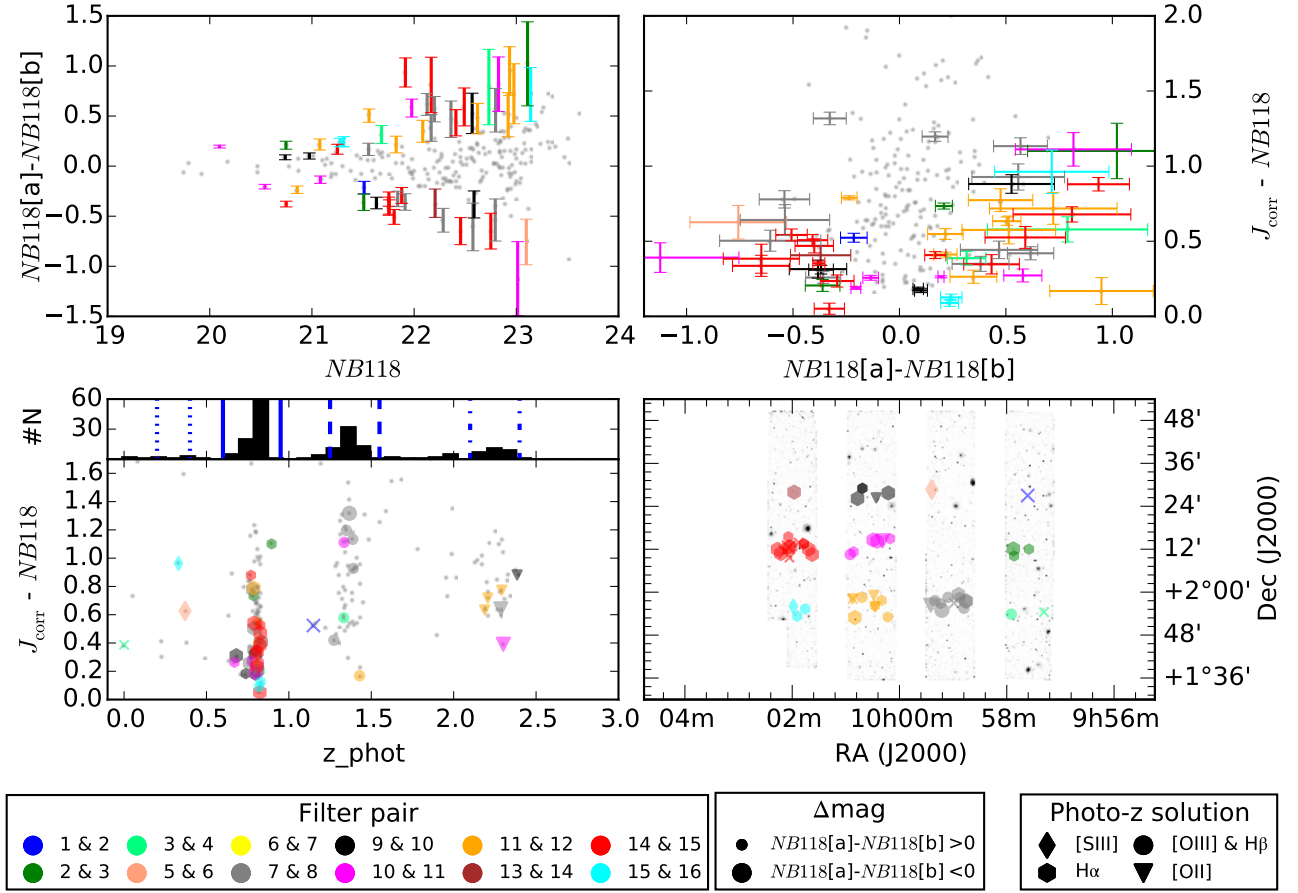 1.5
1.0
0.5
0.0
−0.5
−1.0
−1.5
NB118[a]-NB118[b]
19 20 21 22 23 24
NB118
2.0
1.5
1.0
0.5
0.0
J_corr - NB118
−1.0 −0.5 0.0 0.5 1.0
NB118[a]-NB118[b]
60
30
#N
1.6
1.4
1.2
1.0
0.8
0.6
0.4
0.2
0.0
J_corr - NB118
0.0 0.5 1.0 1.5 2.0 2.5 3.0
z_phot
48'
36'
24'
12'
+2°00'
48'
+1°36'
Dec (J2000)
04m 02m 10h00m 58m 9h56m
RA (J2000)
Filter pair
1 & 2 3 & 4 6 & 7 9 & 10 11 & 12 14 & 15
2 & 3 5 & 6 7 & 8 10 & 11 13 & 14 15 & 16
Δmag
NB118[a]-NB118[b] >0
NB118[a]-NB118[b] <0
Photo-z solution
[SIII] [OIII] & Hβ
Hα [OII]